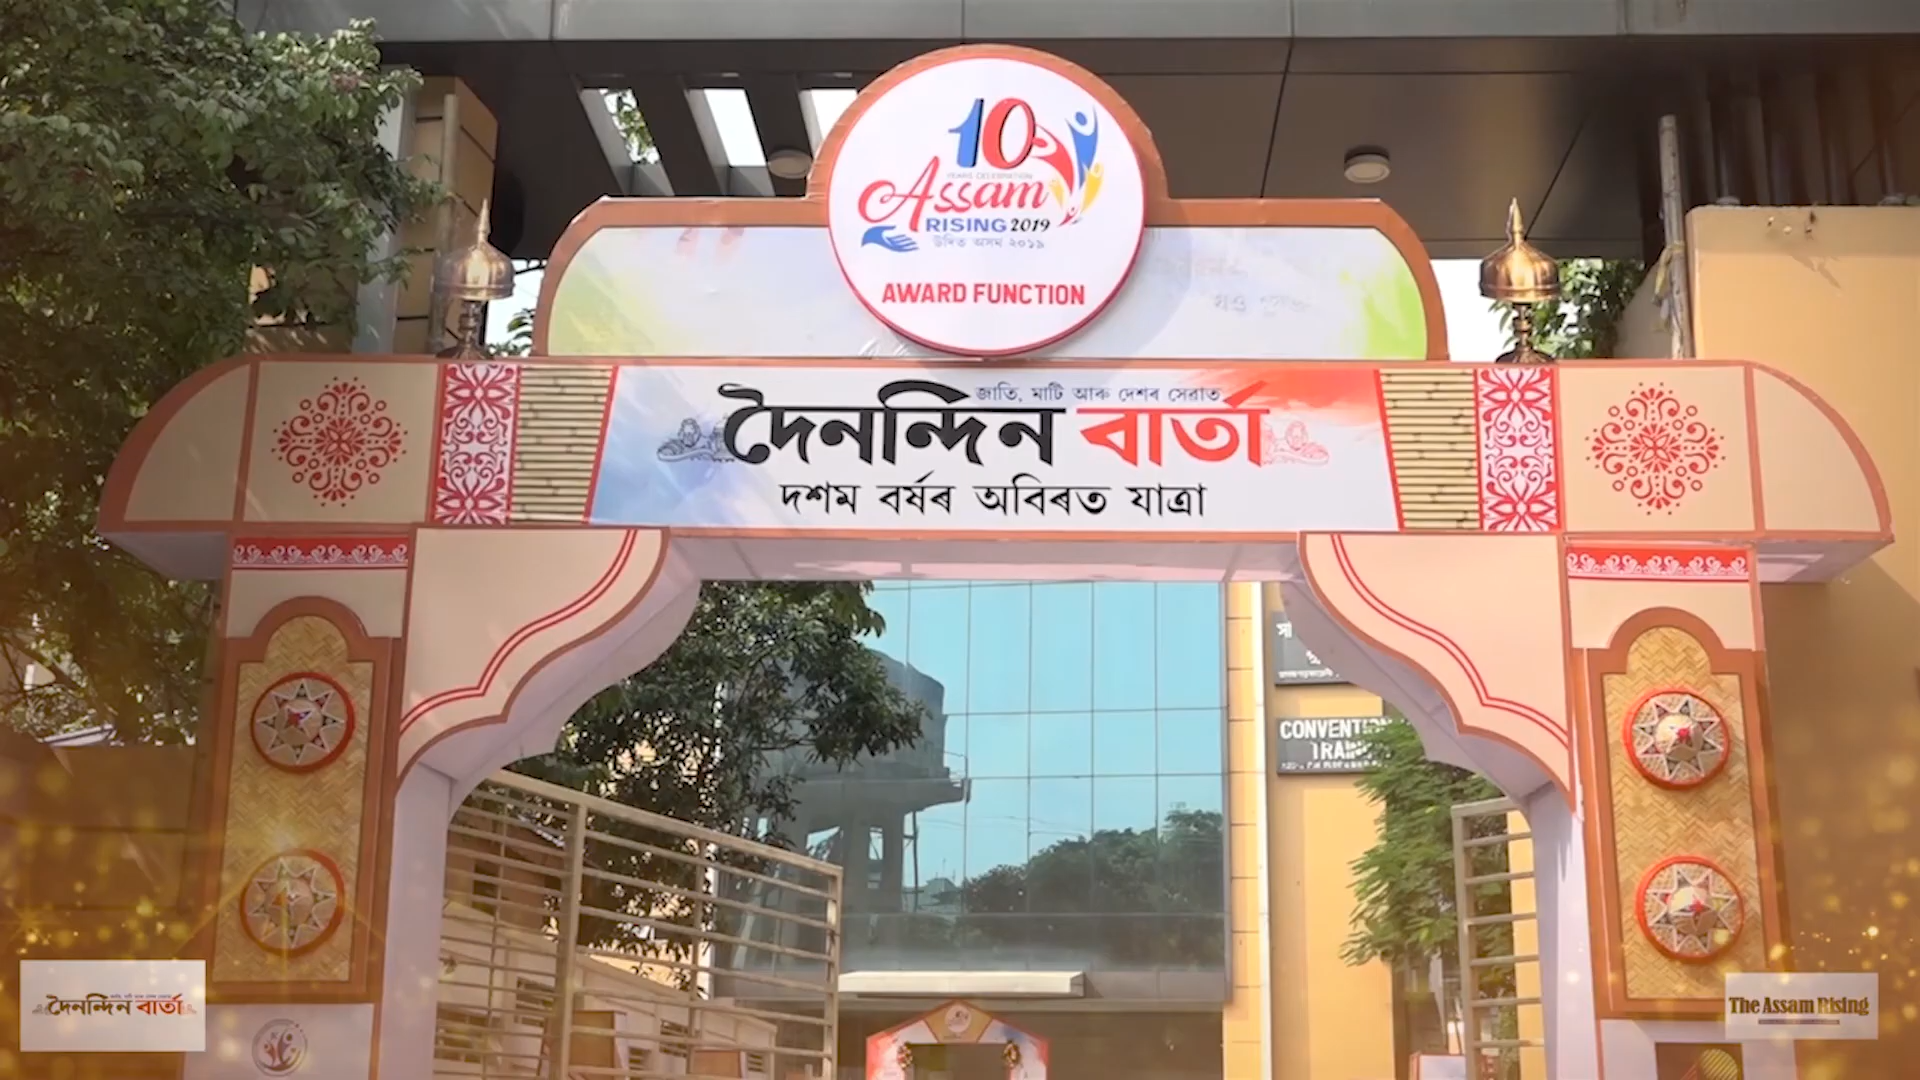 10
YEARS CELEBRATION
Assam
RISING 2019
উদিত অসম ২০১৯
AWARD FUNCTION
জাতি, মাটি আৰু দেশৰ সেৱাত
দৈনন্দিন বাৰ্তা
দশম বৰ্ষৰ অবিৰত যাত্ৰা
CONVENTION
TRAI
দৈনন্দিন বাৰ্তা
The Assam Rising